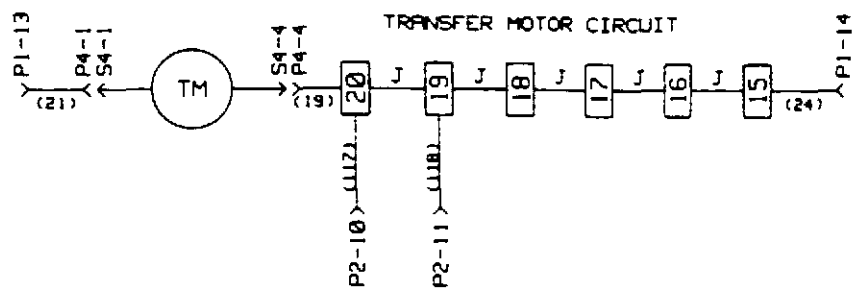 TRANSFER MOTOR CIRCUIT
P1-13
P4-1
S4-1
S4-4
P4-4
P1-14
TM
20
J
19
J
18
J
17
J
16
J
15
(21)
(19)
(24)
(117)
(118)
P2-10
P2-11